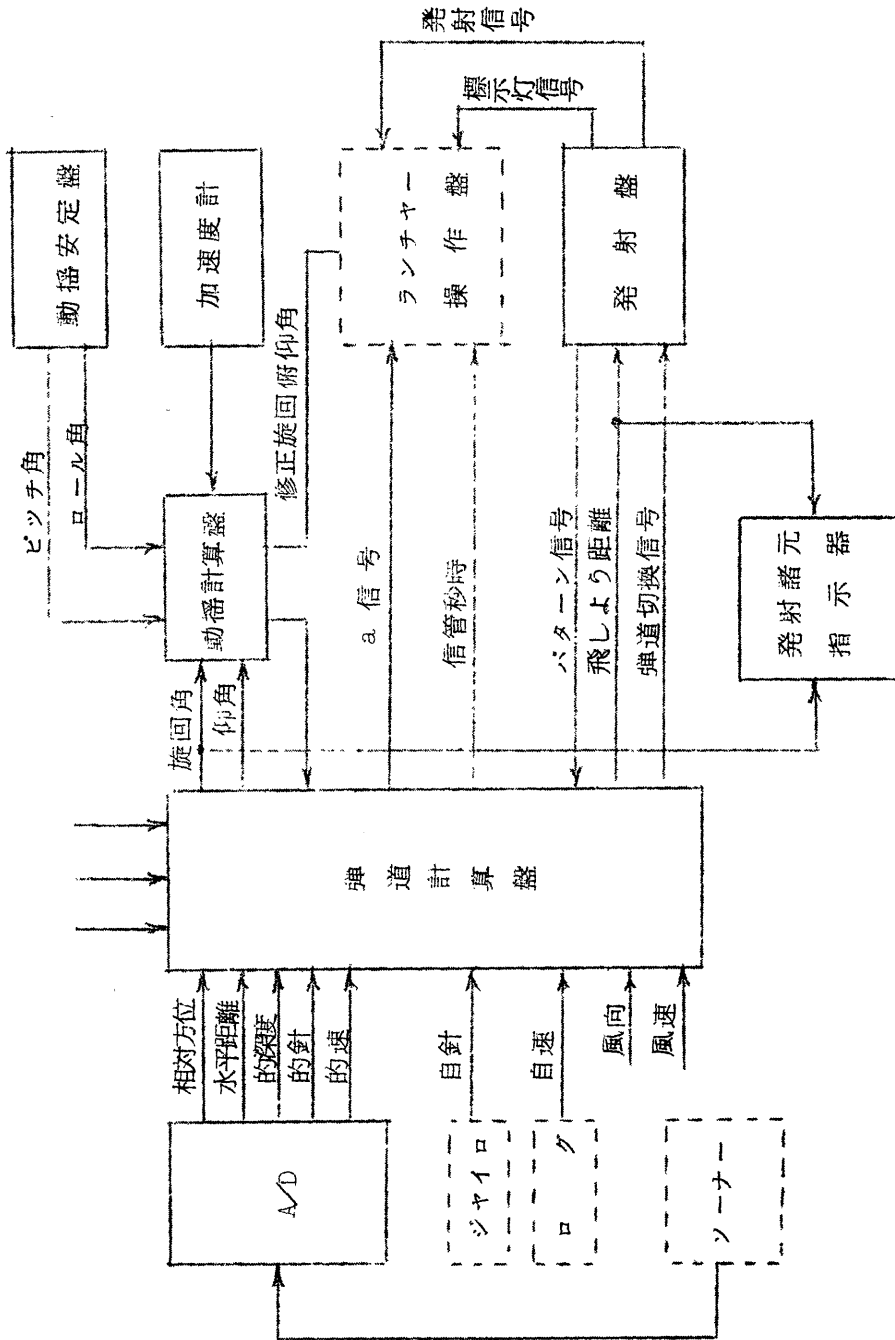 動揺安定盤
加速度計
ピッチ角
ロール角
動揺計算盤
修正旋回俯仰角
旋回角
仰角
ランチャー
操作盤
発射信号
標示灯信号
発射盤
a 信号
信管秒時
パターン信号
飛しよう距離
弾道切換信号
発射諸元
指示器
弾道計算盤
相対方位
水平距離
的深度
的針
的速
自針
自速
風向
風速
A/D
ジャイロ
ログ
ソーナー